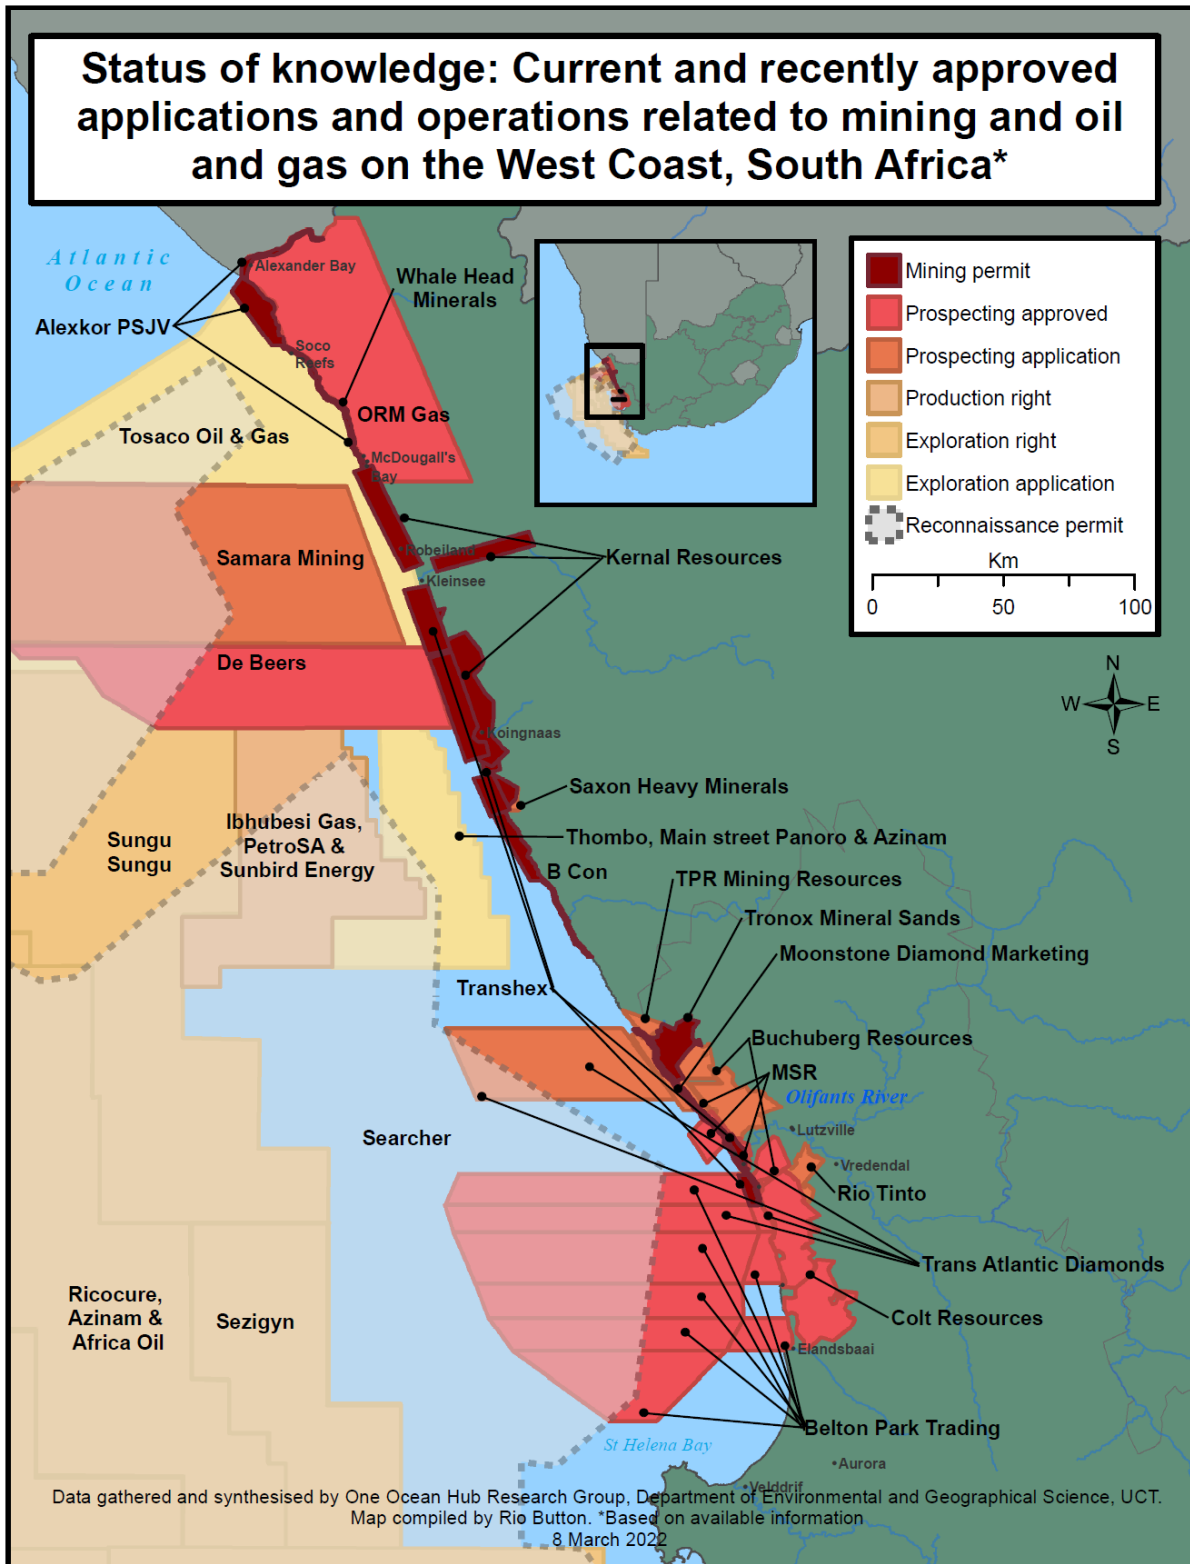 Status of knowledge: Current and recently approved
applications and operations related to mining and oil
and gas on the West Coast, South Africa*
Atlantic
Ocean
Alexander Bay
Whale Head
Minerals
Alexkor PSJV
Soco
Reefs
ORM Gas
Tosaco Oil & Gas
McDougall's
Bay
Mining permit
Prospecting approved
Prospecting application
Production right
Exploration right
Exploration application
Reconnaissance permit
Km
0 50 100
N
W E
S
Samara Mining
Robeiland
Kernal Resources
Kleinsee
De Beers
Koingnaas
Saxon Heavy Minerals
Ibhubesi Gas,
PetroSA &
Sunbird Energy
Sungu
Sungu
Thombo, Main street Panoro & Azinam
B Con
TPR Mining Resources
Tronox Mineral Sands
Moonstone Diamond Marketing
Transhex
Buchuberg Resources
MSR
Olifants River
Lutzville
Searcher
Vredendal
Rio Tinto
Trans Atlantic Diamonds
Ricocure,
Azinam &
Africa Oil
Sezigyn
Colt Resources
Elandsbaai
Belton Park Trading
St Helena Bay
Aurora
Velddrif
Data gathered and synthesised by One Ocean Hub Research Group, Department of Environmental and Geographical Science, UCT.
Map compiled by Rio Button. *Based on available information
8 March 2022